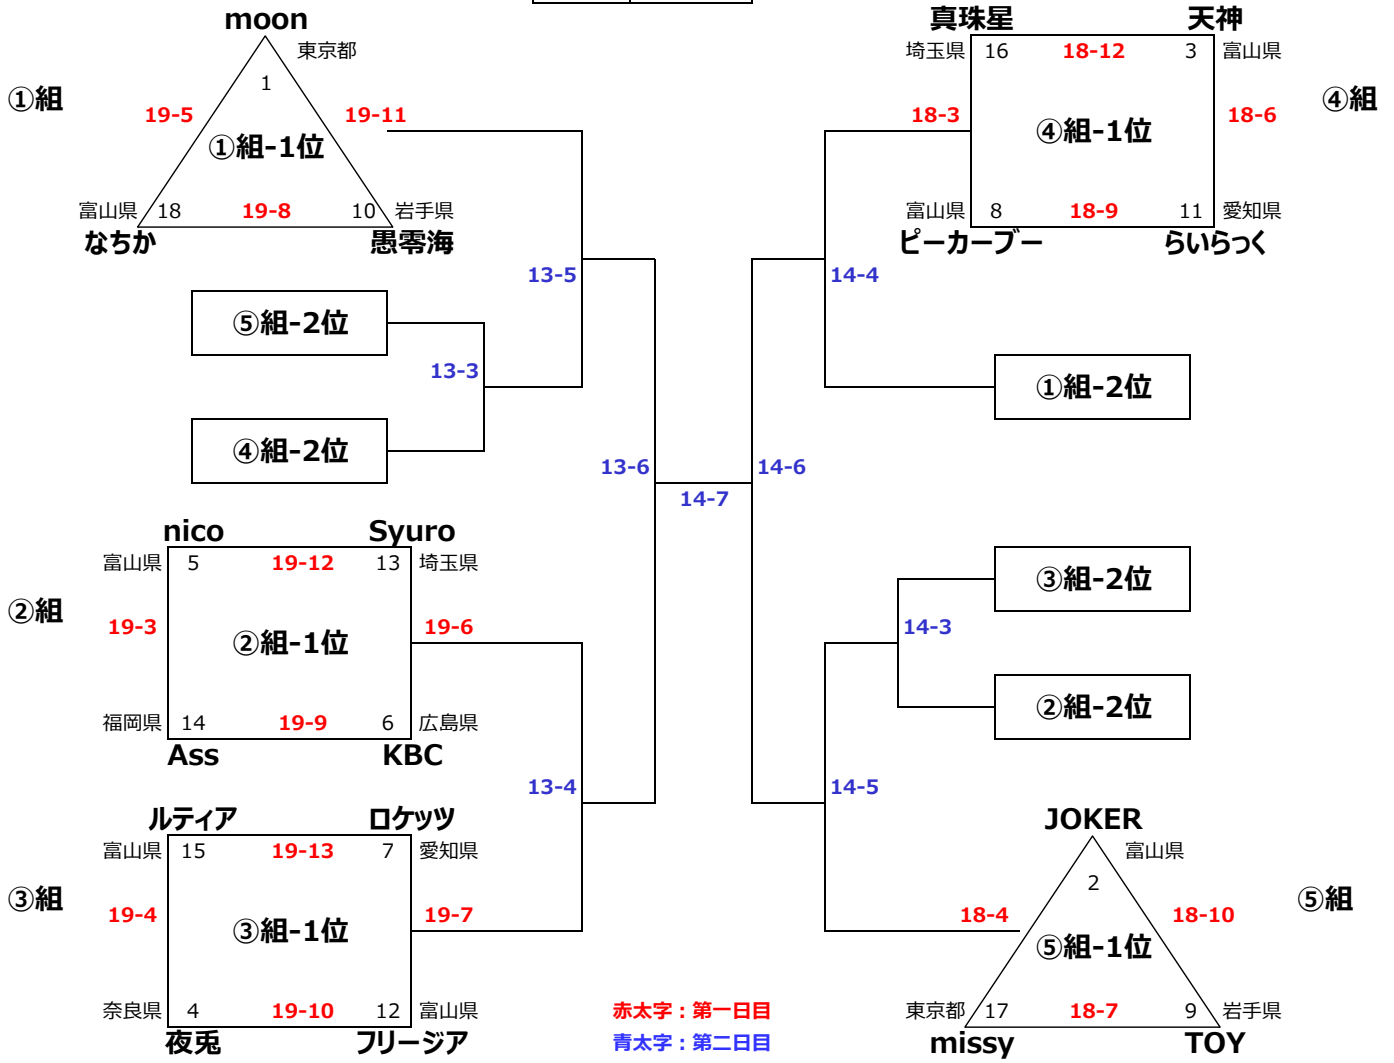 moon
東京都
1
①組
19-5
19-11
①組-1位
富山県
18
19-8
10
岩手県
なちか
愚零海
真珠星
天神
埼玉県
16
18-12
3
富山県
④組
18-3
④組-1位
18-6
富山県
8
18-9
11
愛知県
ピーカーブー
らいらっく
13-5
14-4
⑤組-2位
13-3
④組-2位
①組-2位
13-6
14-7
14-6
nico
Syuro
富山県
5
19-12
13
埼玉県
②組
19-3
②組-1位
19-6
福岡県
14
19-9
6
広島県
Ass
KBC
③組-2位
14-3
②組-2位
13-4
14-5
ルティア
ロケッツ
富山県
15
19-13
7
愛知県
③組
19-4
③組-1位
19-7
奈良県
4
19-10
12
富山県
夜兎
フリージア
JOKER
富山県
2
⑤組
18-4
18-10
⑤組-1位
東京都
17
18-7
9
岩手県
missy
TOY
赤太字：第一日目
青太字：第二日目